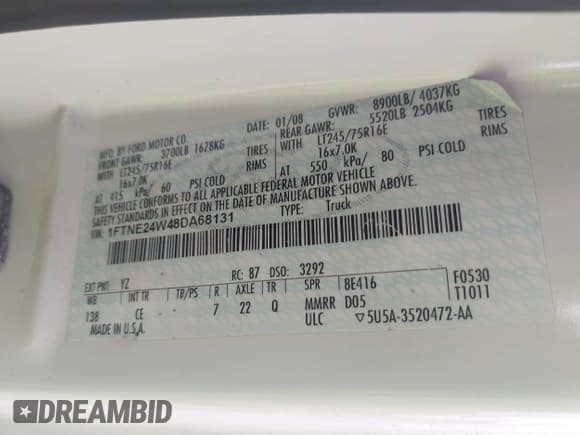 MFD. BY FORD MOTOR CO.
DATE: 01/08 GVWR: 8900LB/ 4037KG
FRONT GAWR: 3700LB 1678KG
REAR GAWR: 5520LB 2504KG
WITH LT245/75R16E TIRES
WITH LT245/75R16E TIRES
16x7.0K RIMS
16x7.0K RIMS
AT 415 kPa/ 60 PSI COLD
AT 550 kPa/ 80 PSI COLD
THIS VEHICLE CONFORMS TO ALL APPLICABLE FEDERAL MOTOR VEHICLE
SAFETY STANDARDS IN EFFECT ON THE DATE OF MANUFACTURE SHOWN ABOVE.
VIN: 1FTNE24W48DA68131
TYPE: Truck
EXT PNT: YZ RC: 87 DSO: 3292
WB INT TR TP/PS R AXLE TR SPR 8E416 F0530
138 CE 7 22 Q MMRR D05 T1011
MADE IN U.S.A. ULC ▽5U5A-3520472-AA
DREAMBID